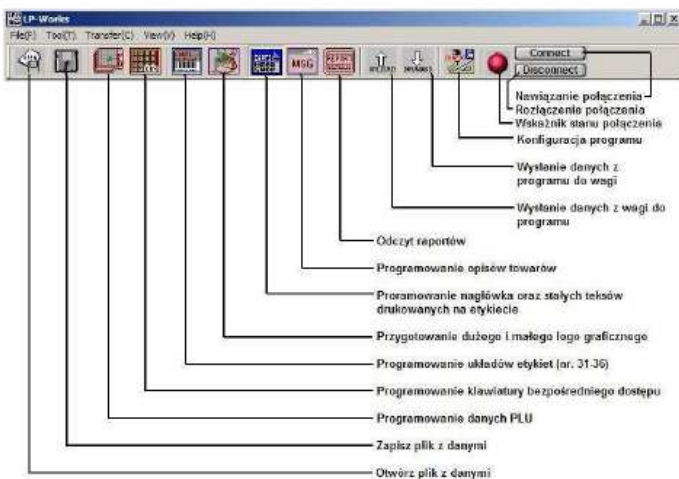 LP-Works
File(F) Tool(T) Transfer(C) View(V) Help(H)
MSG
REPORT
UPLOAD
Connect
Disconnect
Nawiązanie połączenia
Rozłączenie połączenia
Wskaźnik stanu połączenia
Konfiguracja programu
Wysłanie danych z
programu do wagi
Wysłanie danych z wagi do
programu
Odczyt raportów
Programowanie opisów towarów
Proramowanie nagłówka oraz stałych teksów
drukowanych na etykiecie
Przygotowanie dużego i małego logo graficznego
Programowanie układów etykiet (nr. 31-36)
Programowanie klawiatury bezpośredniego dostępu
Programowanie danych PLU
Zapisz plik z danymi
Otwórz plik z danymi